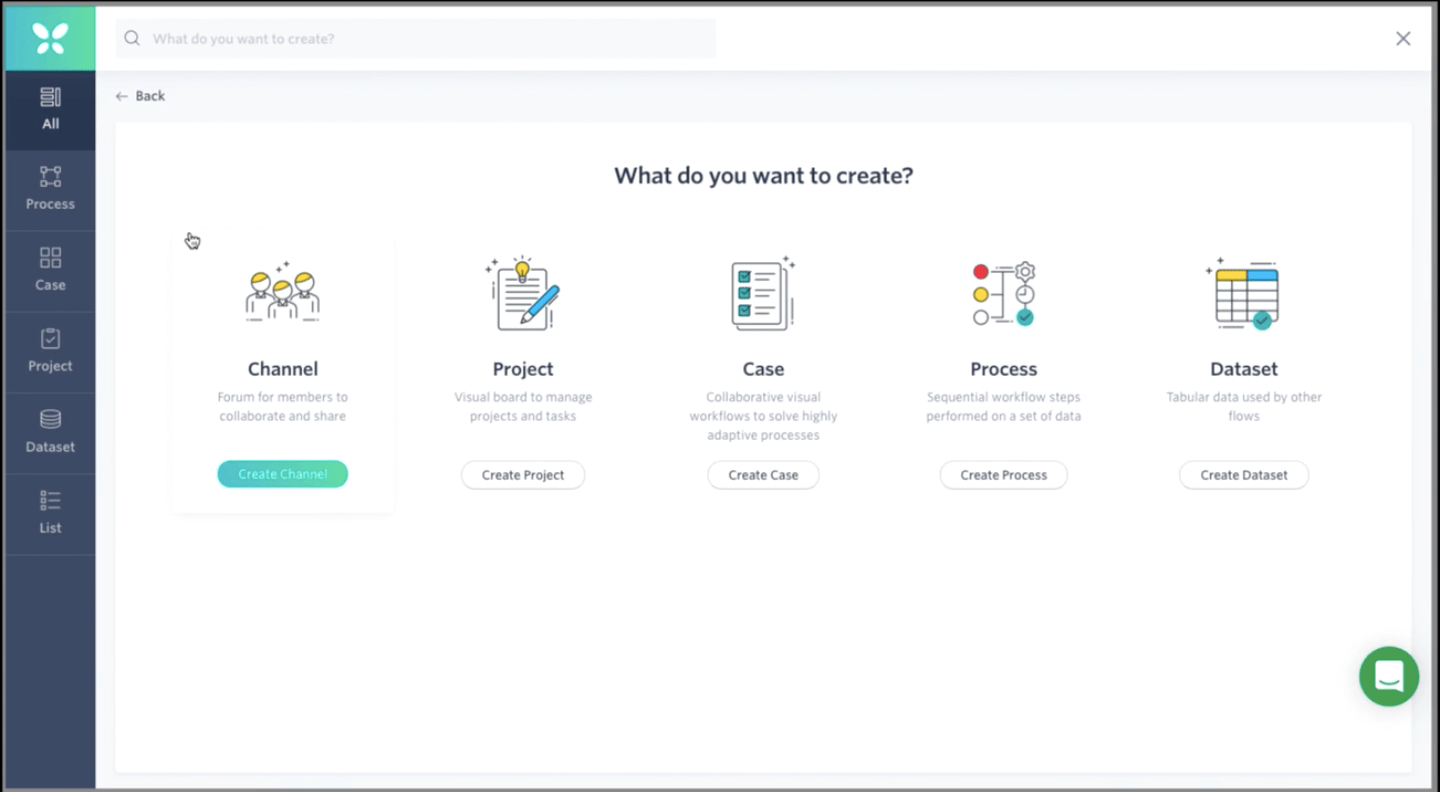 What do you want to create?
Back
All
Process
Case
Project
Dataset
List
What do you want to create?
Channel
Forum for members to
collaborate and share
Create Channel
Project
Visual board to manage
projects and tasks
Create Project
Case
Collaborative visual
workflows to solve highly
adaptive processes
Create Case
Process
Sequential workflow steps
performed on a set of data
Create Process
Dataset
Tabular data used by other
flows
Create Dataset